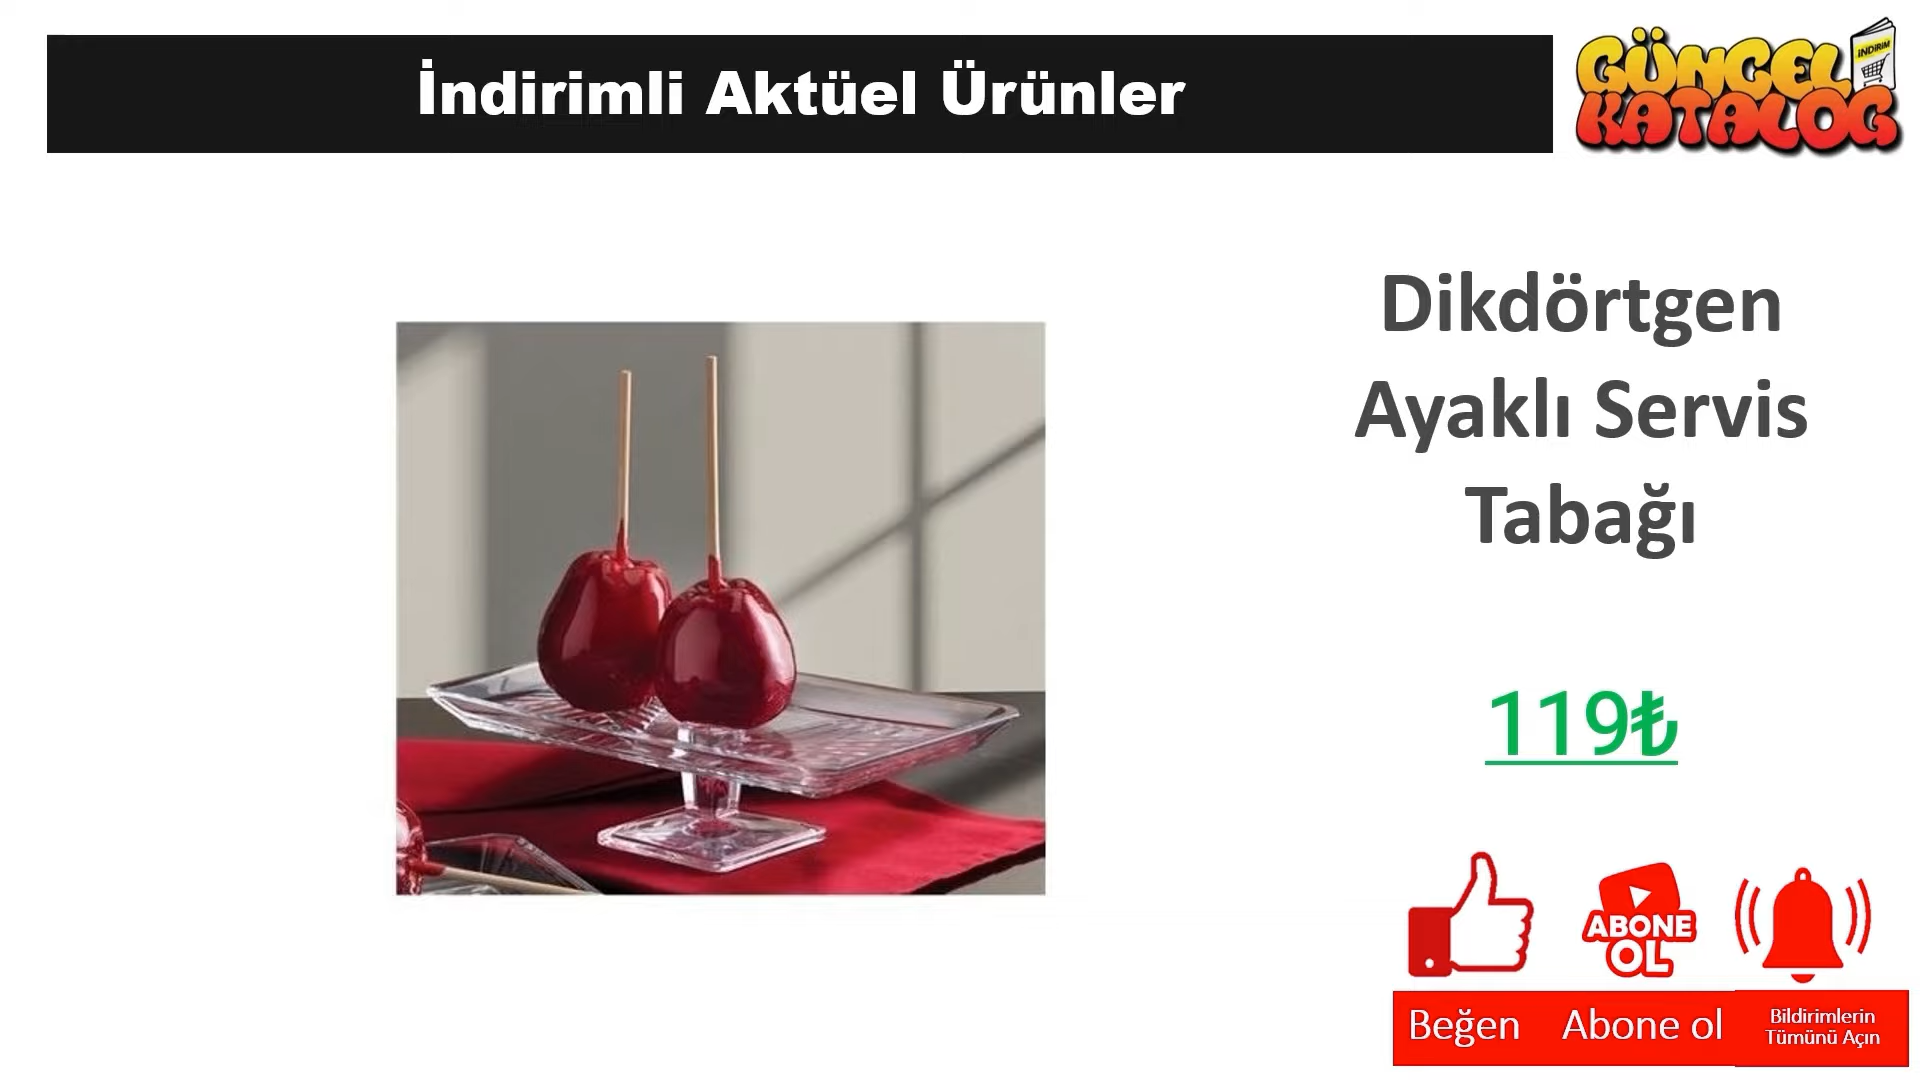 İndirimli Aktüel Ürünler
GÜNCEL
İNDİRİM
KATALOG
Dikdörtgen
Ayaklı Servis
Tabağı
119₺
ABONE
OL
Beğen
Abone ol
Bildirimlerin
Tümünü Açın